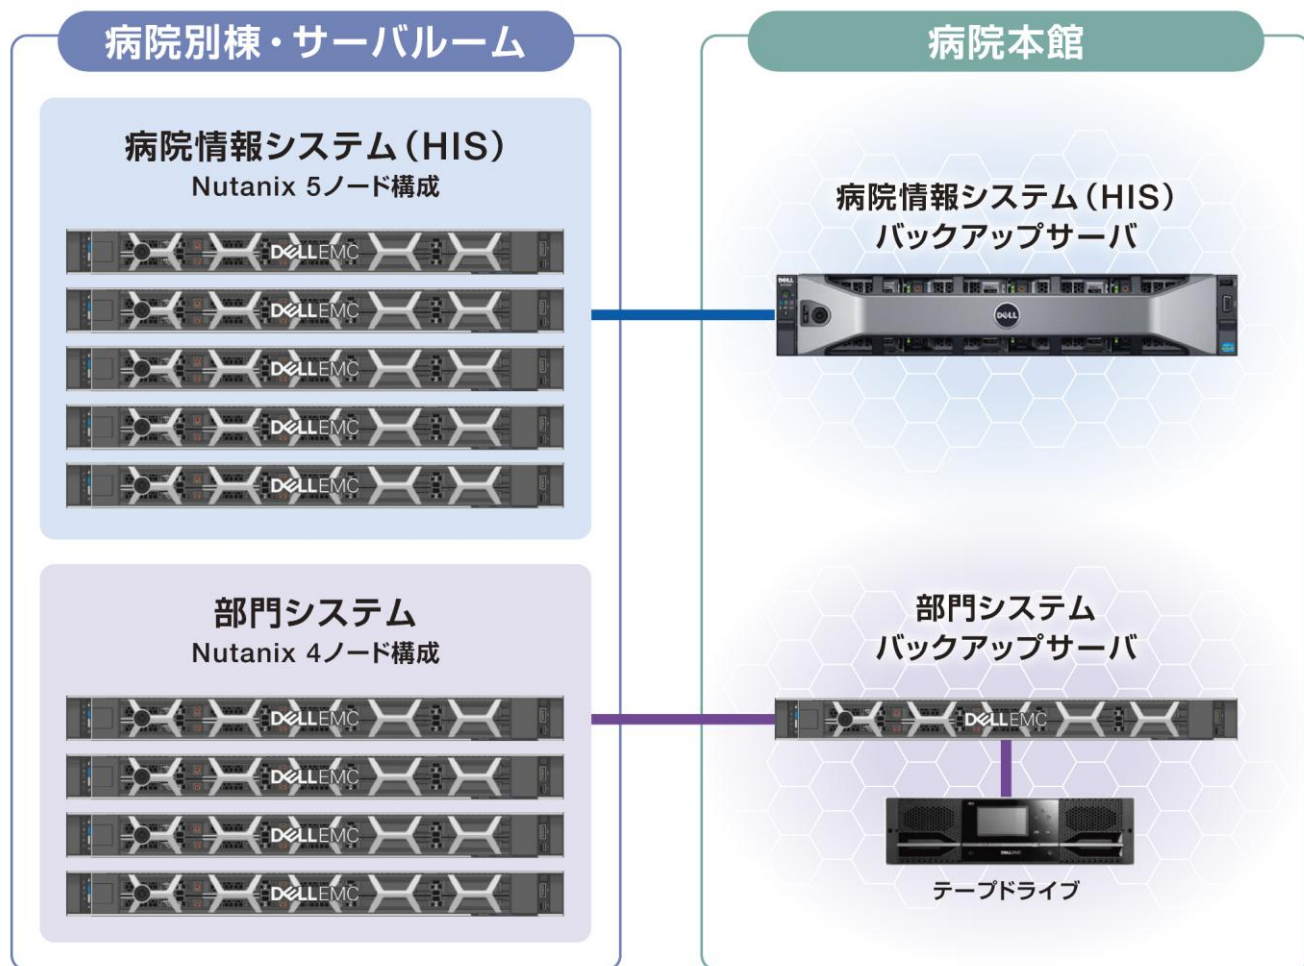 病院別棟・サーバルーム
病院情報システム（HIS）
Nutanix 5ノード構成
DELLEMC
DELLEMC
DELLEMC
DELLEMC
DELLEMC
部門システム
Nutanix 4ノード構成
DELLEMC
DELLEMC
DELLEMC
DELLEMC
病院本館
病院情報システム（HIS）
バックアップサーバ
DELL
DELL
部門システム
バックアップサーバ
DELLEMC
DELLEMC
テープドライブ